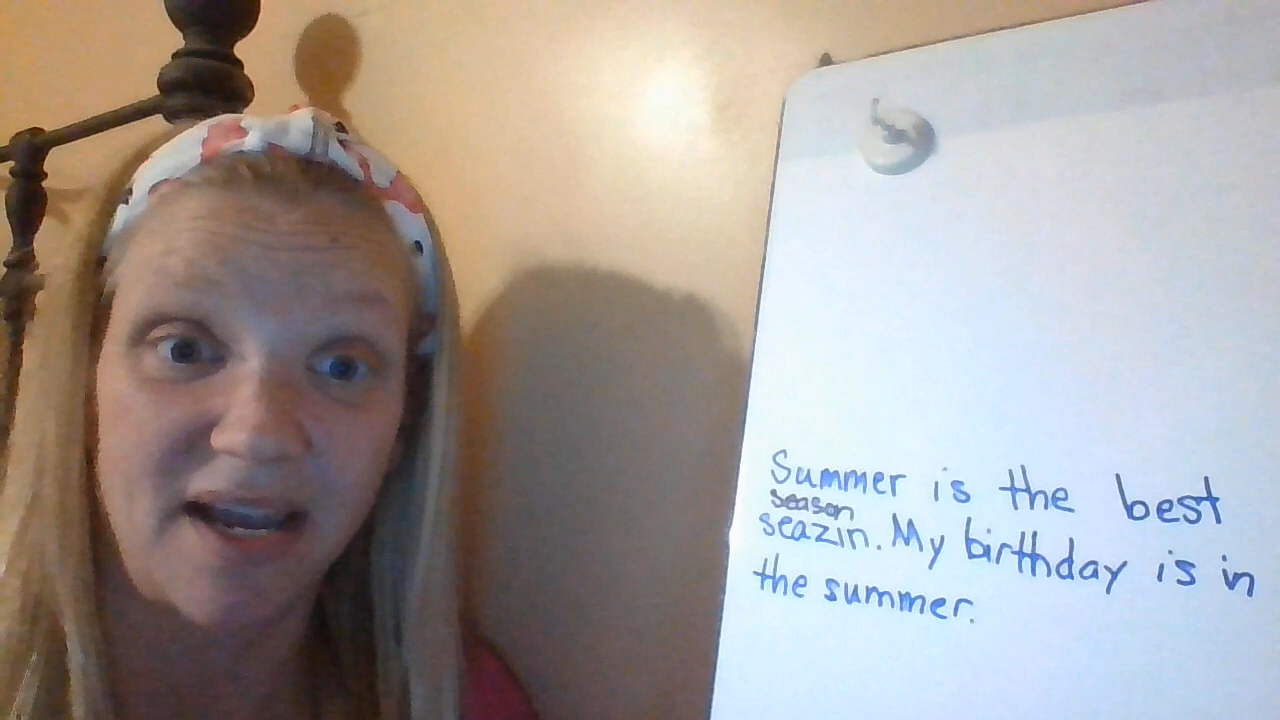 Summer is the best
season
seazin. My birthday is in
the summer.